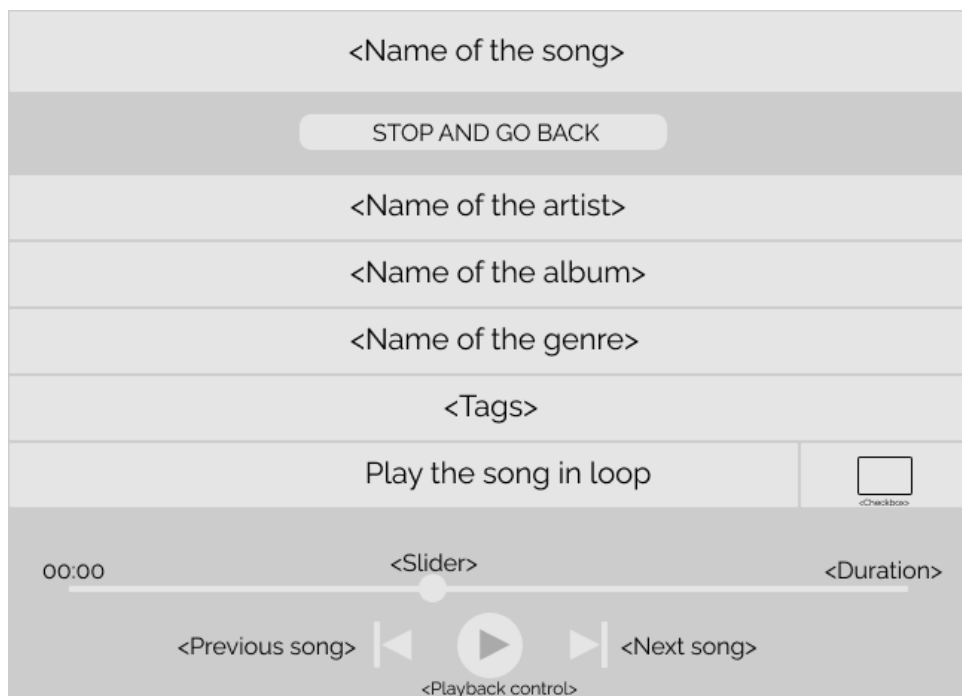 <Name of the song>
STOP AND GO BACK
<Name of the artist>
<Name of the album>
<Name of the genre>
<Tags>
Play the song in loop
<Checkbox>
00:00
<Slider>
<Duration>
<Previous song>
<Next song>
<Playback control>